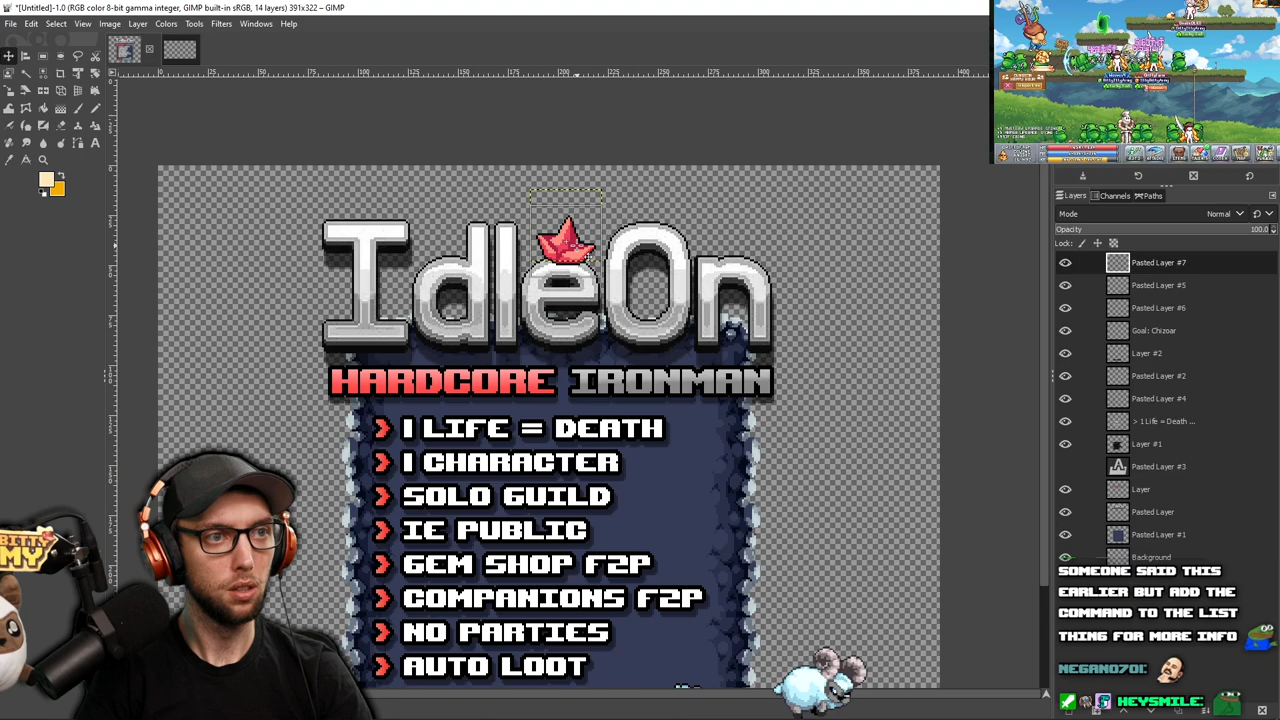 *[Untitled]-1.0 (RGB color 8-bit gamma integer, GIMP built-in sRGB, 14 layers) 391x322 – GIMP
File Edit Select View Image Layer Colors Tools Filters Windows Help
Layers Channels Paths
Mode Normal
Opacity 100.0
Lock:
Pasted Layer #7
Pasted Layer #5
Pasted Layer #6
Goal: Chizoar
Layer #2
Pasted Layer #2
Pasted Layer #4
> 1 Life = Death ...
Layer #1
Pasted Layer #3
Layer
Pasted Layer
Pasted Layer #1
Background
IdleOn
HARDCORE IRONMAN
> 1 LIFE = DEATH
> 1 CHARACTER
> SOLO GUILD
> IE PUBLIC
> GEM SHOP F2P
> COMPANIONS F2P
> NO PARTIES
> AUTO LOOT
SOMEONE SAID THIS
EARLIER BUT ADD THE
COMMAND TO THE LIST
THING FOR MORE INFO
NEGANO701:
HEYSMILE: